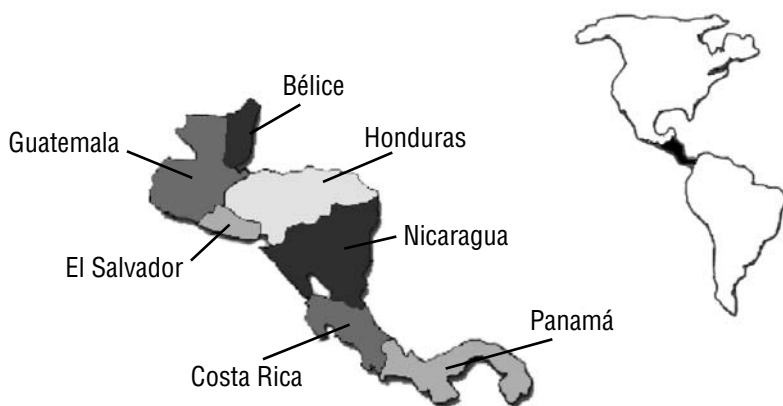 Bélice
Guatemala
Honduras
Nicaragua
El Salvador
Panamá
Costa Rica